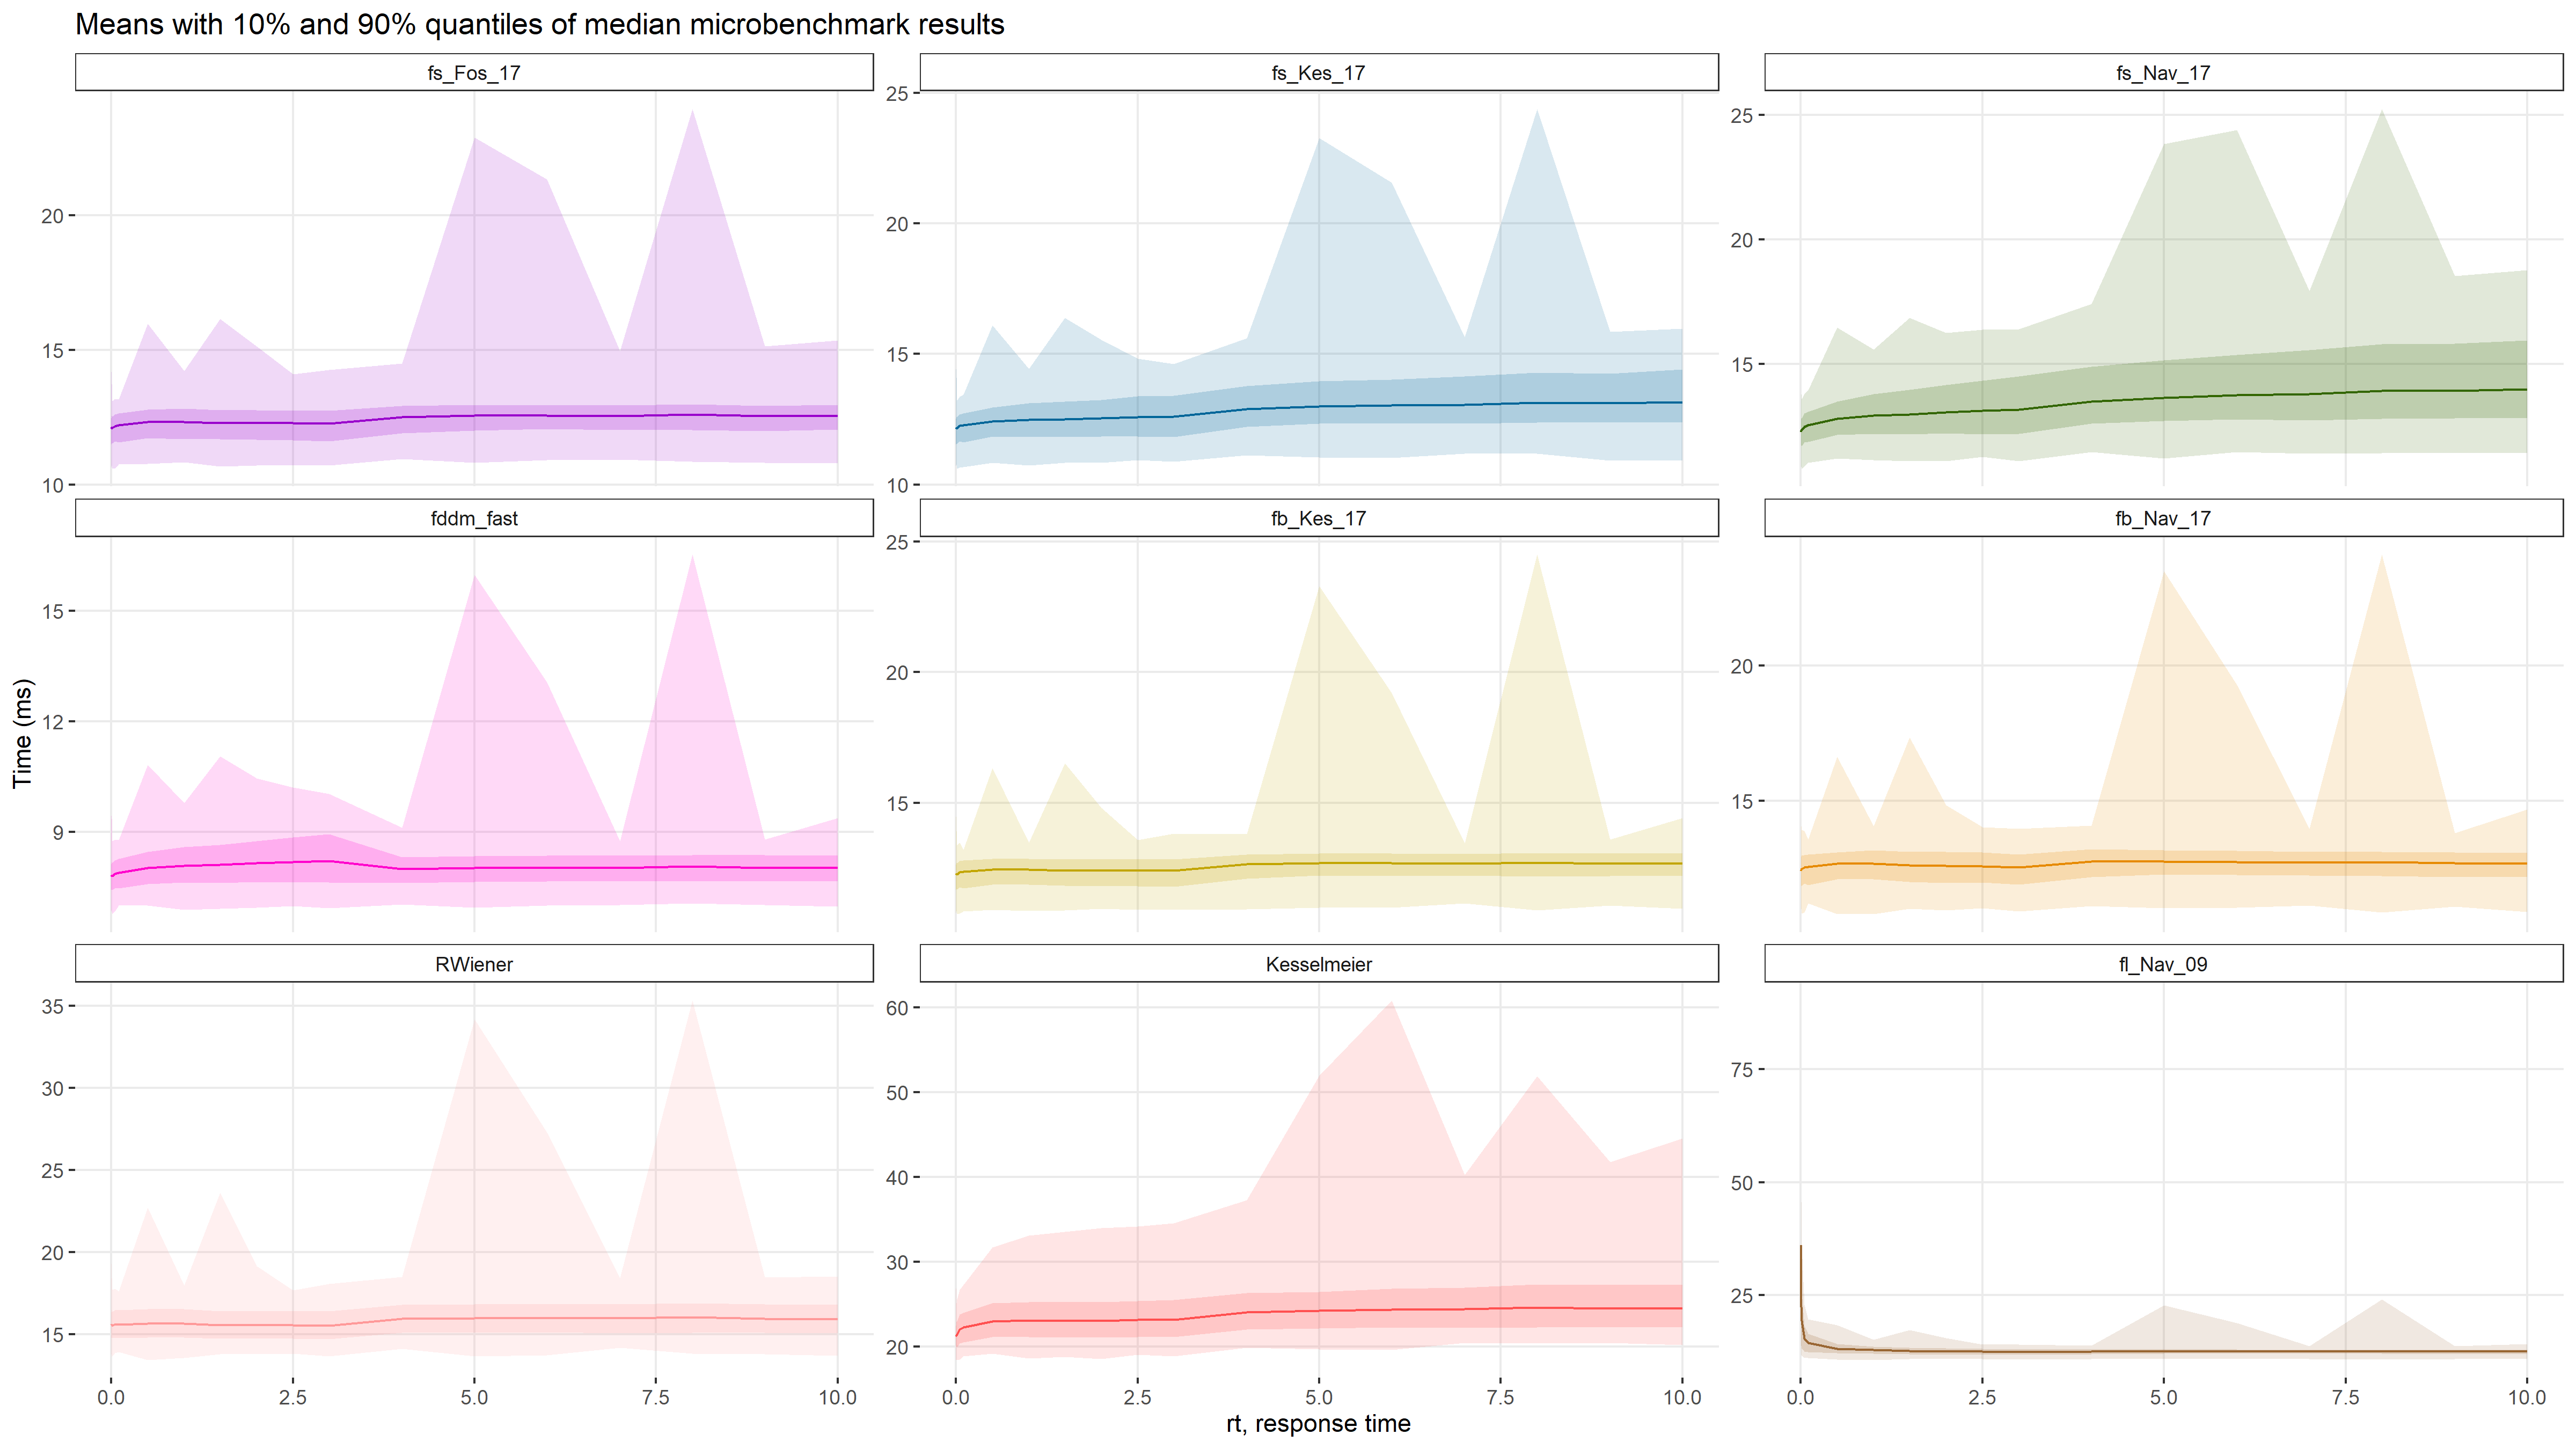 Means with 10% and 90% quantiles of median microbenchmark results
fs_Fos_17
fs_Kes_17
fs_Nav_17
20
15
10
25
20
15
10
25
20
15
fddm_fast
fb_Kes_17
fb_Nav_17
15
12
9
25
20
15
20
15
RWiener
Kesselmeier
fl_Nav_09
35
30
25
20
15
60
50
40
30
20
75
50
25
0.0 2.5 5.0 7.5 10.0
0.0 2.5 5.0 7.5 10.0
0.0 2.5 5.0 7.5 10.0
Time (ms)
rt, response time